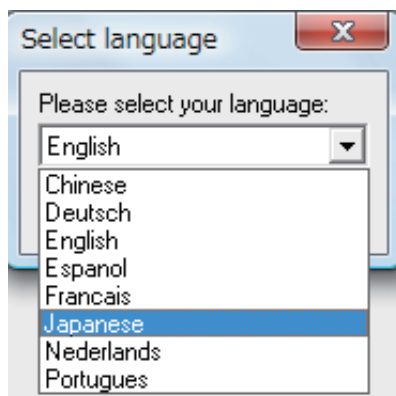 Select language
Please select your language:
English
Chinese
Deutsch
English
Espanol
Francais
Japanese
Nederlands
Portugues